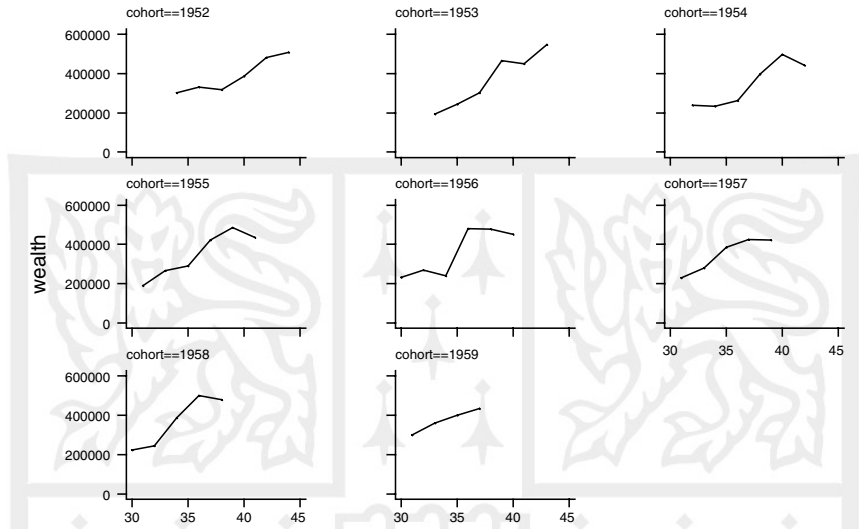 cohort==1952 cohort==1953 cohort==1954
600000
400000
200000
0
cohort==1955 cohort==1956 cohort==1957
wealth
600000
400000
200000
0
30 35 40 45
cohort==1958 cohort==1959
600000
400000
200000
0
30 35 40 45 30 35 40 45